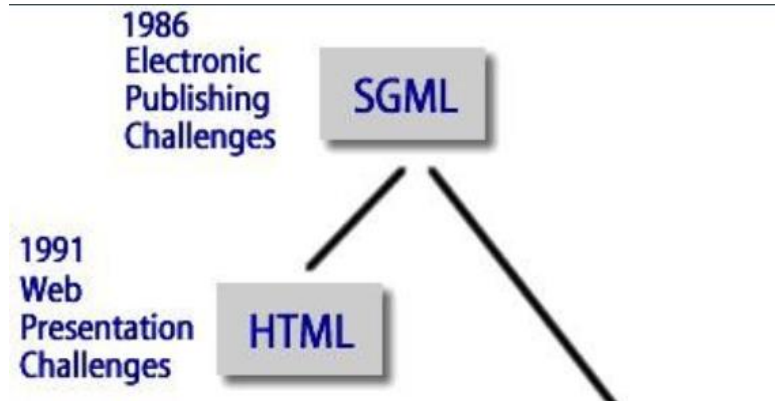 1986
Electronic
Publishing
Challenges
SGML
1991
Web
Presentation
Challenges
HTML